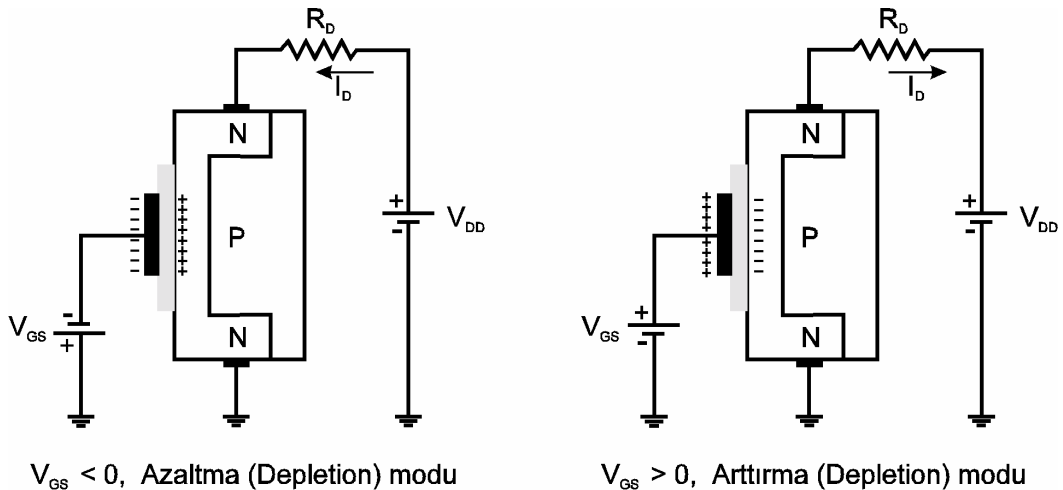 R_D
I_D
N
P
N
V_DD
+
-
V_GS
-
+
V_GS < 0, Azaltma (Depletion) modu
R_D
I_D
N
P
N
V_DD
+
-
V_GS
+
-
V_GS > 0, Arttırma (Depletion) modu